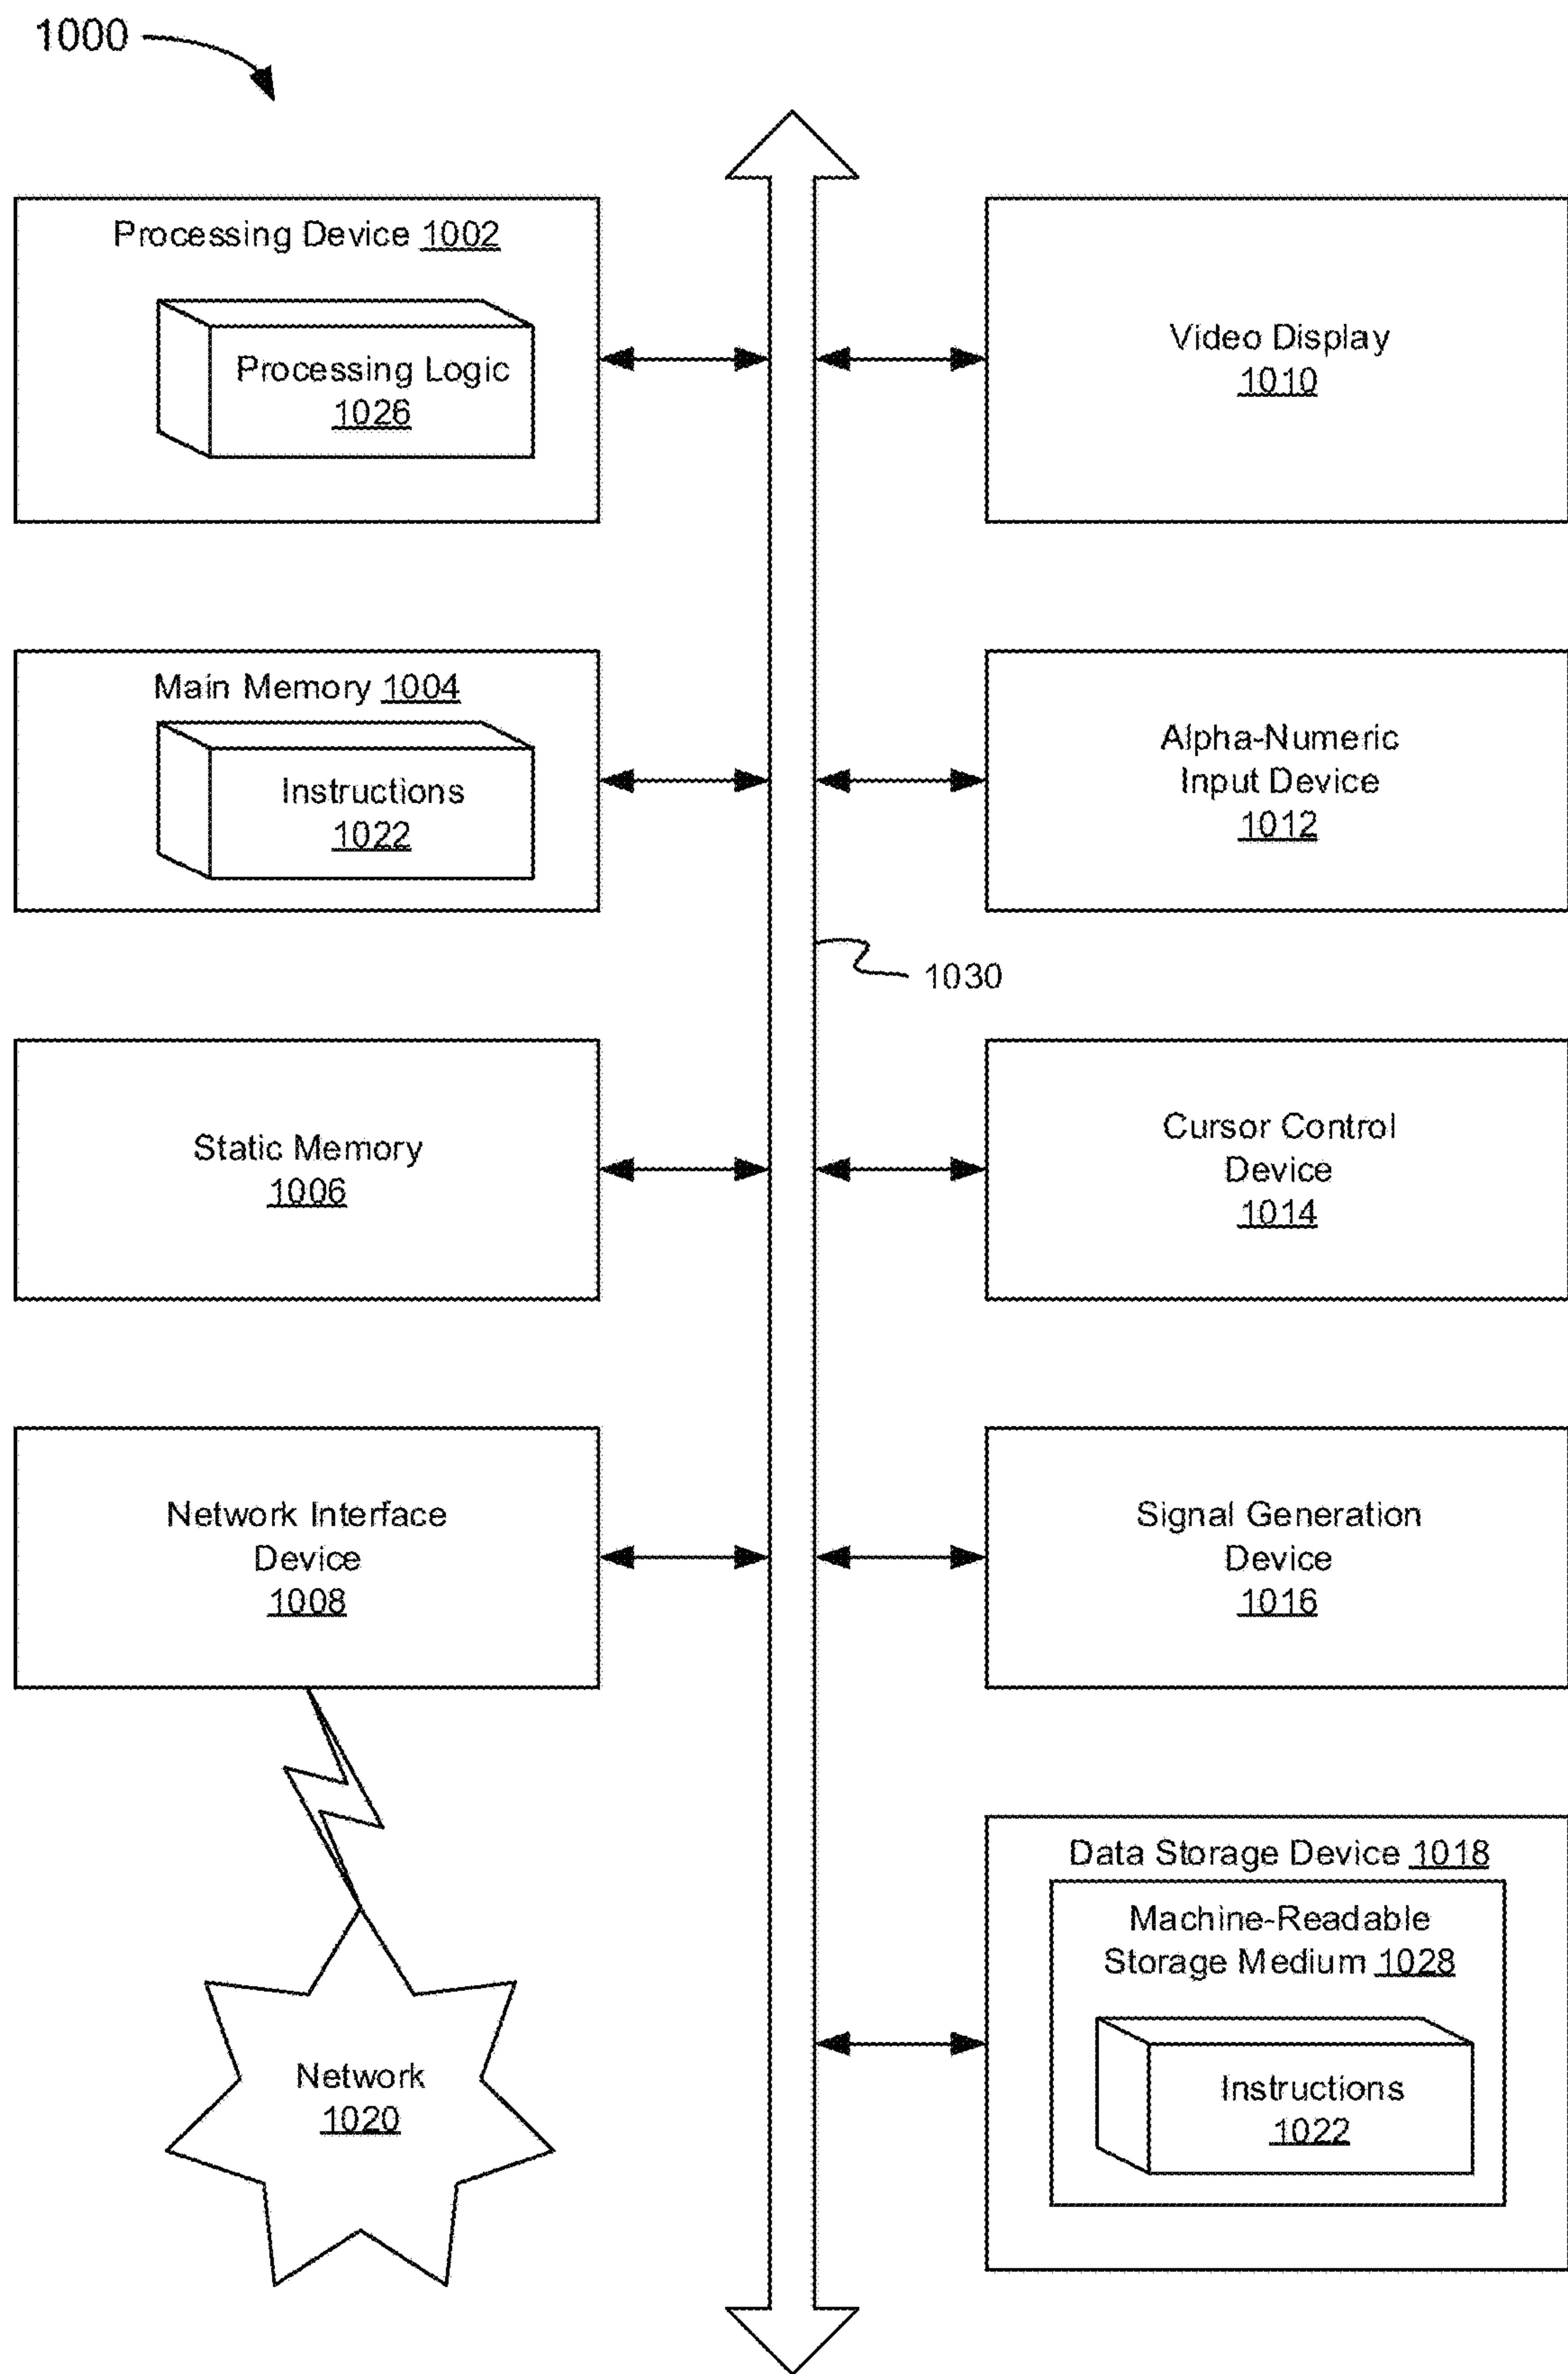 1000
Processing Device 1002
Processing Logic
1026
Video Display
1010
Main Memory 1004
Instructions
1022
Alpha-Numeric
Input Device
1012
1030
Static Memory
1006
Cursor Control
Device
1014
Network Interface
Device
1008
Signal Generation
Device
1016
Data Storage Device 1018
Machine-Readable
Storage Medium 1028
Instructions
1022
Network
1020